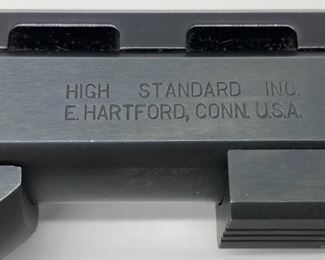 HIGH STANDARD INC.
E. HARTFORD, CONN. U.S.A.